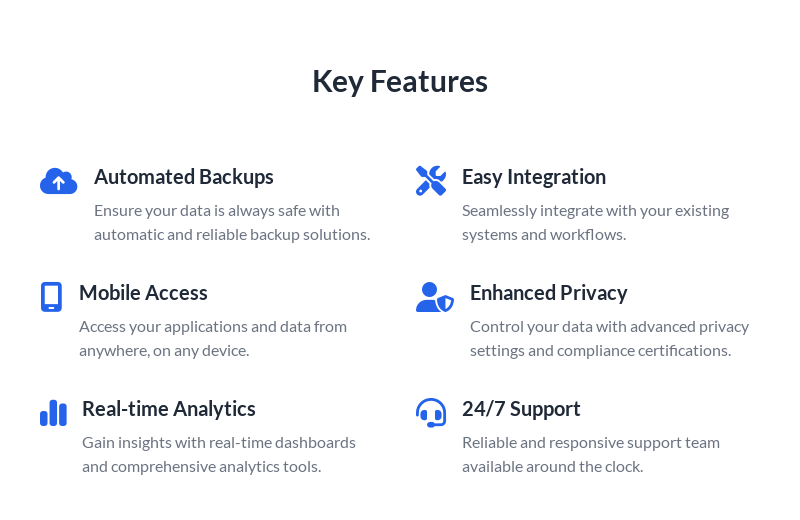 Key Features
Automated Backups
Ensure your data is always safe with
automatic and reliable backup solutions.
Easy Integration
Seamlessly integrate with your existing
systems and workflows.
Mobile Access
Access your applications and data from
anywhere, on any device.
Enhanced Privacy
Control your data with advanced privacy
settings and compliance certifications.
Real-time Analytics
Gain insights with real-time dashboards
and comprehensive analytics tools.
24/7 Support
Reliable and responsive support team
available around the clock.